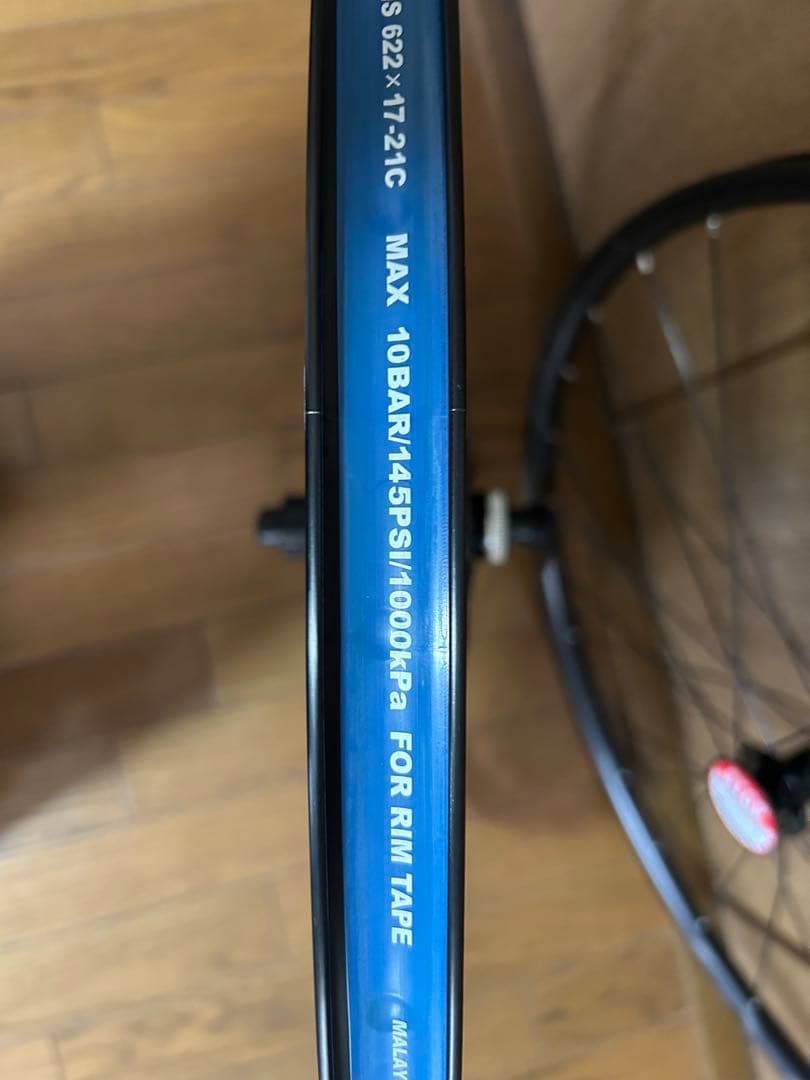 S 622×17-21C MAX 10BAR/145PSI/1000kPa FOR RIM TAPE
MALAY